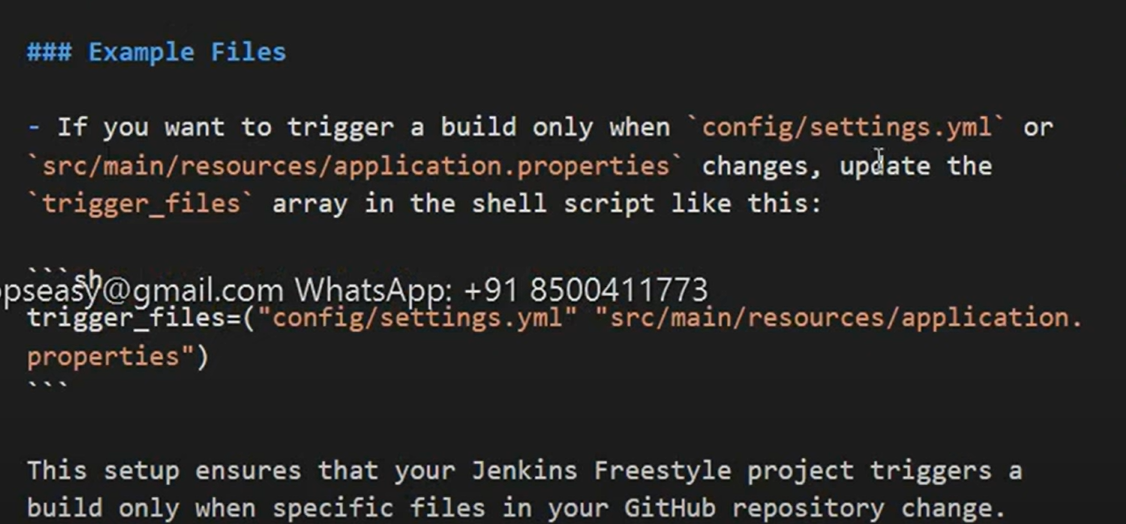 ### Example Files
- If you want to trigger a build only when `config/settings.yml` or
`src/main/resources/application.properties` changes, update the
`trigger_files` array in the shell script like this:
```sh
opseasy@gmail.com WhatsApp: +91 8500411773
trigger_files=("config/settings.yml" "src/main/resources/application.
properties")
```
This setup ensures that your Jenkins Freestyle project triggers a
build only when specific files in your GitHub repository change.